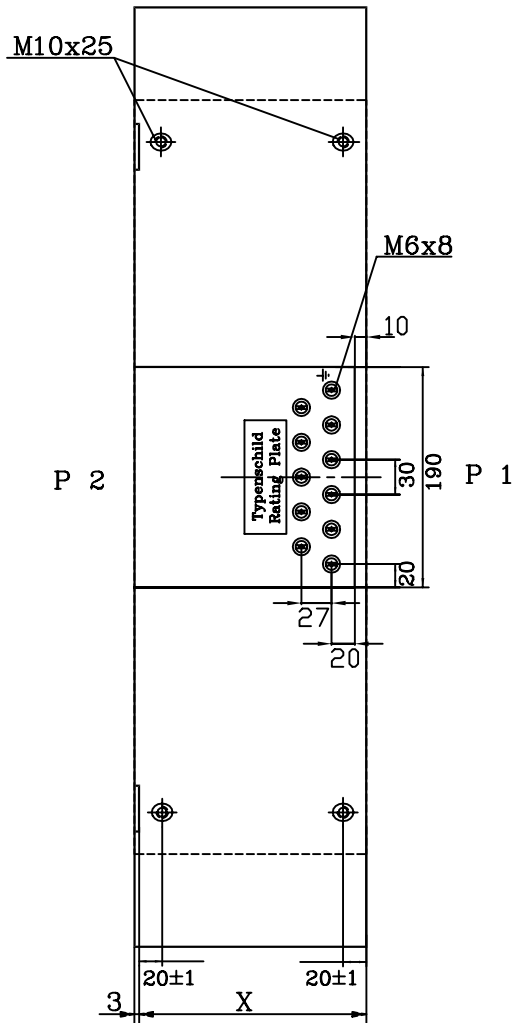 M10x25
M6x8
10
Typenschild
Rating Plate
P 2
30
190
P 1
20
27
20
20±1
20±1
3
X